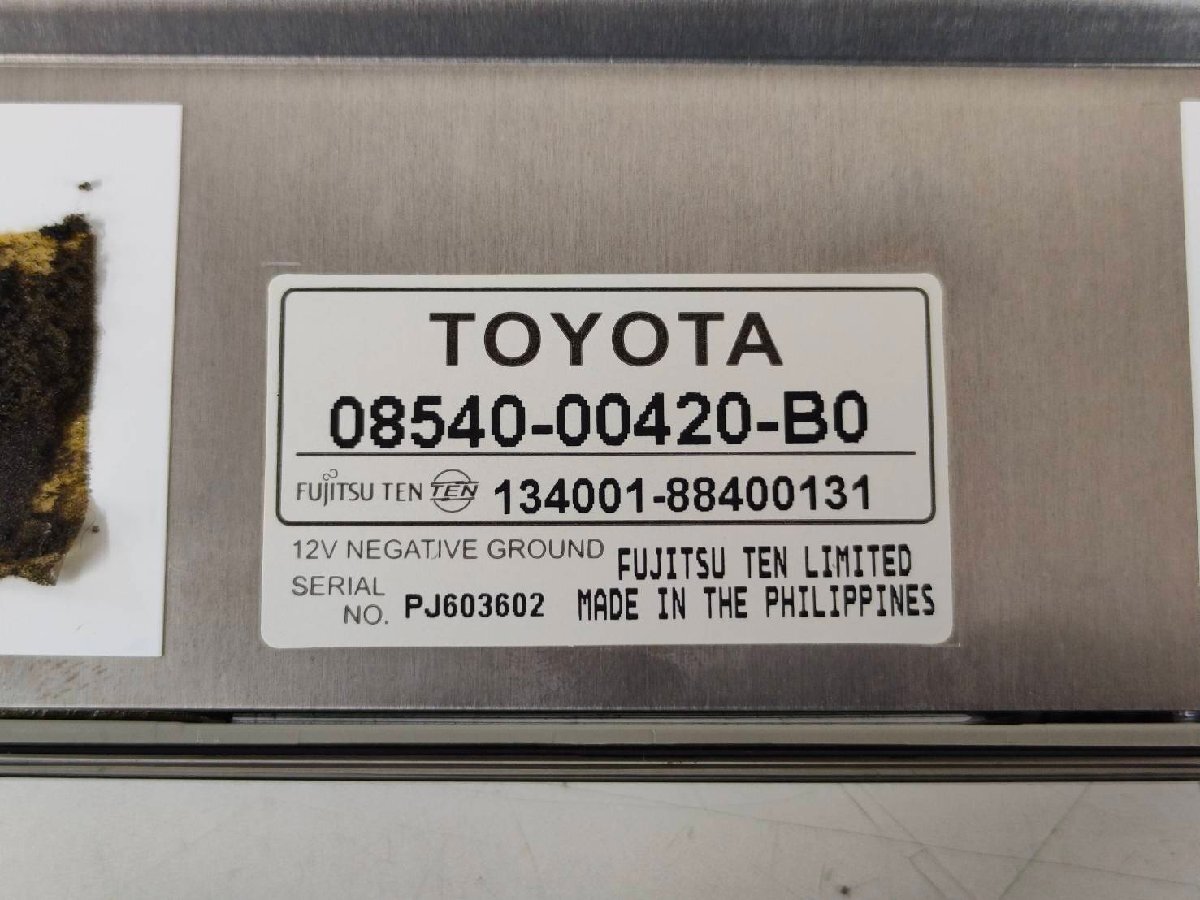 TOYOTA
08540-00420-B0
FUJITSU TEN TEN 134001-88400131
12V NEGATIVE GROUND FUJITSU TEN LIMITED
SERIAL NO. PJ603602 MADE IN THE PHILIPPINES